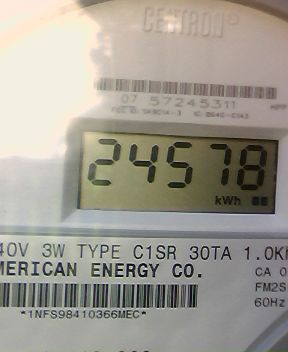 CENTRON®
07 57245311
24578
kWh
40V 3W TYPE C1SR 30TA 1.0K
MERICAN ENERGY CO.
CA 0
FM2S
60Hz
*1NFS98410366MEC*